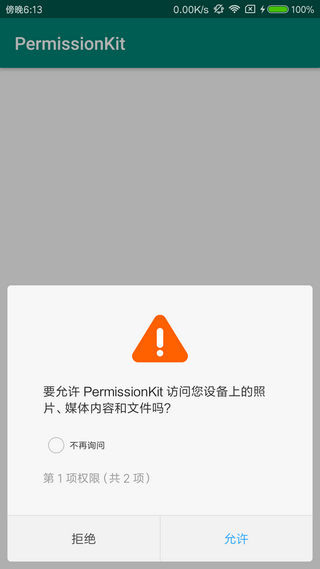 傍晚6:13 0.00K/s 100%
PermissionKit
要允许 PermissionKit 访问您设备上的照
片、媒体内容和文件吗?
不再询问
第 1 项权限 (共 2 项)
拒绝 允许